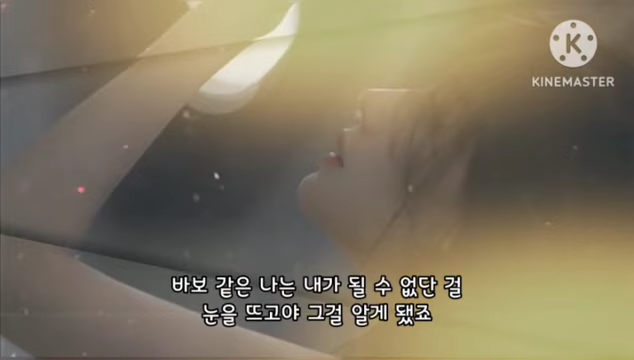 KINEMASTER
바보 같은 나는 내가 될 수 없단 걸
눈을 뜨고야 그걸 알게 됐죠